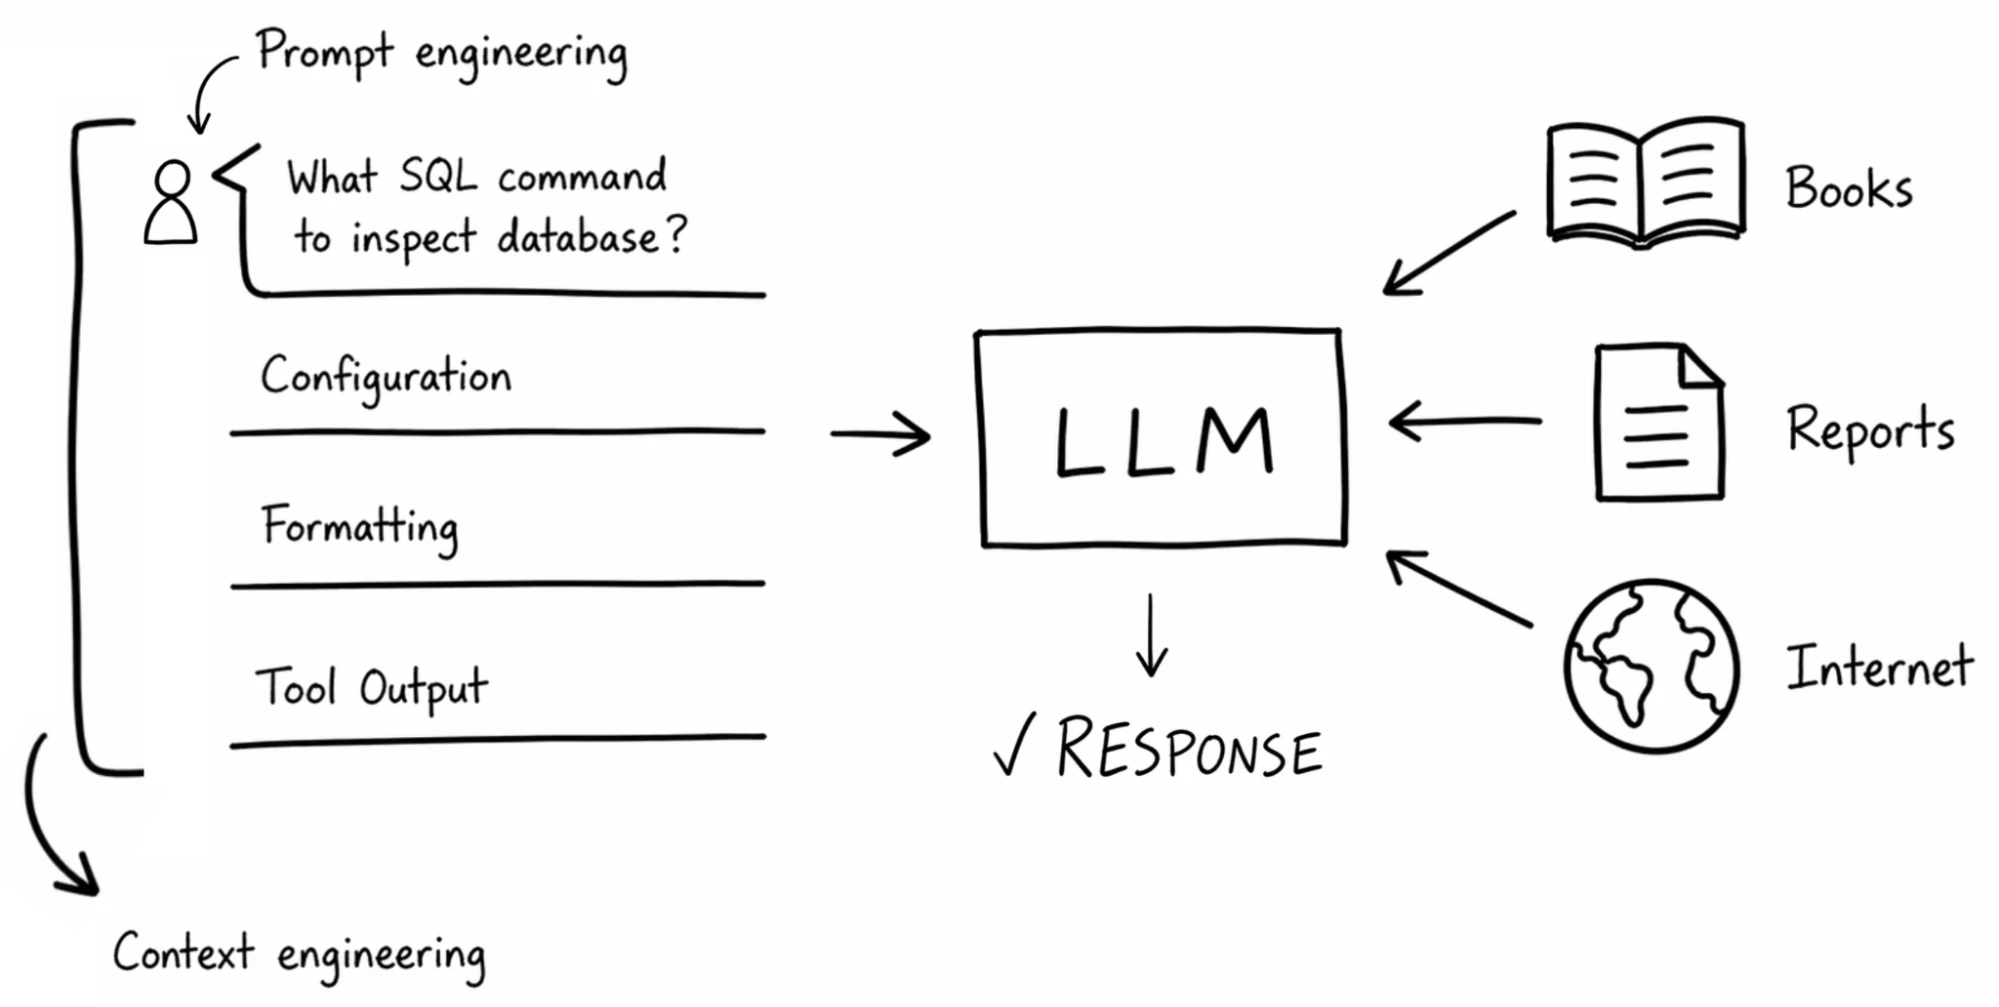 Prompt engineering
What SQL command
to inspect database?
Configuration
Formatting
Tool Output
Context engineering
LLM
✓ RESPONSE
Books
Reports
Internet